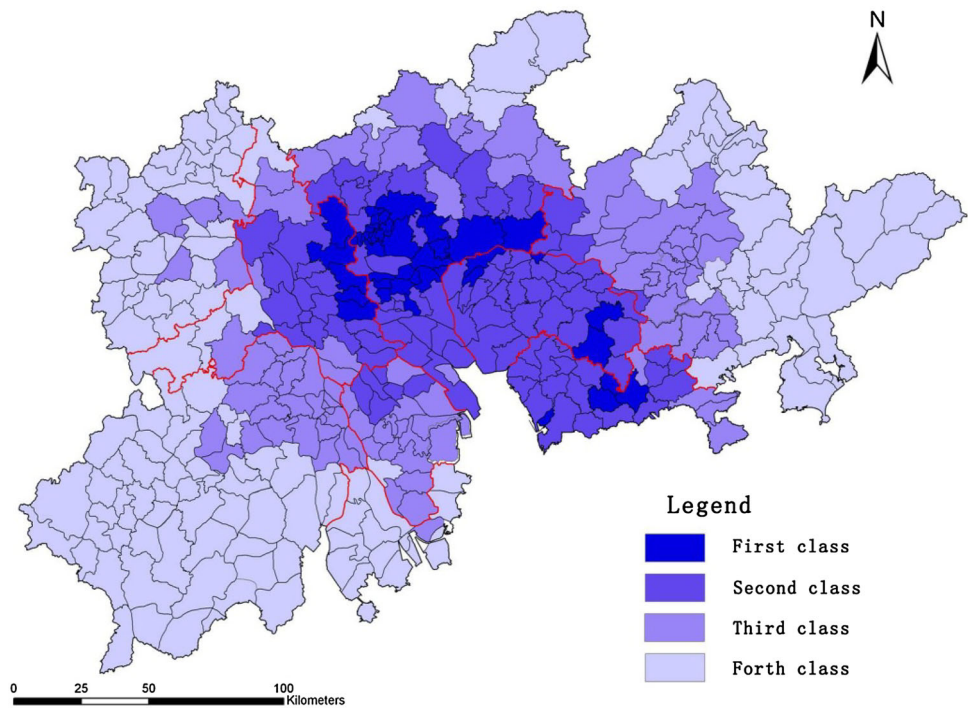 N
Legend
First class
Second class
Third class
Forth class
0 25 50 100
Kilometers